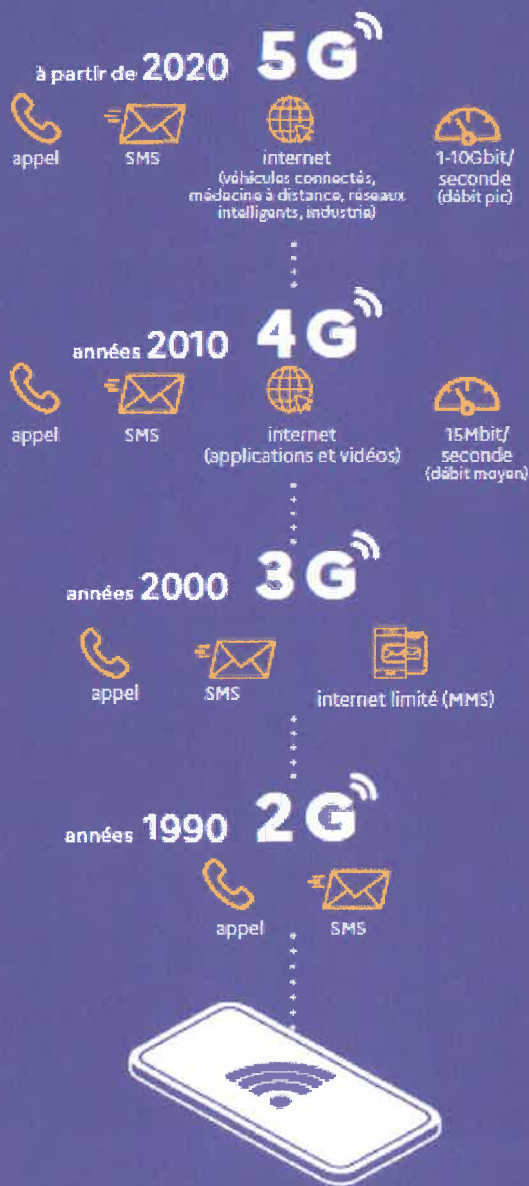 à partir de 2020 5G
appel
SMS
internet
(véhicules connectés,
médecine à distance, réseaux
intelligents, industrie)
1-10Gbit/
seconde
(débit pic)
années 2010 4G
appel
SMS
internet
(applications et vidéos)
15Mbit/
seconde
(débit moyen)
années 2000 3G
appel
SMS
internet limité (MMS)
années 1990 2G
appel
SMS